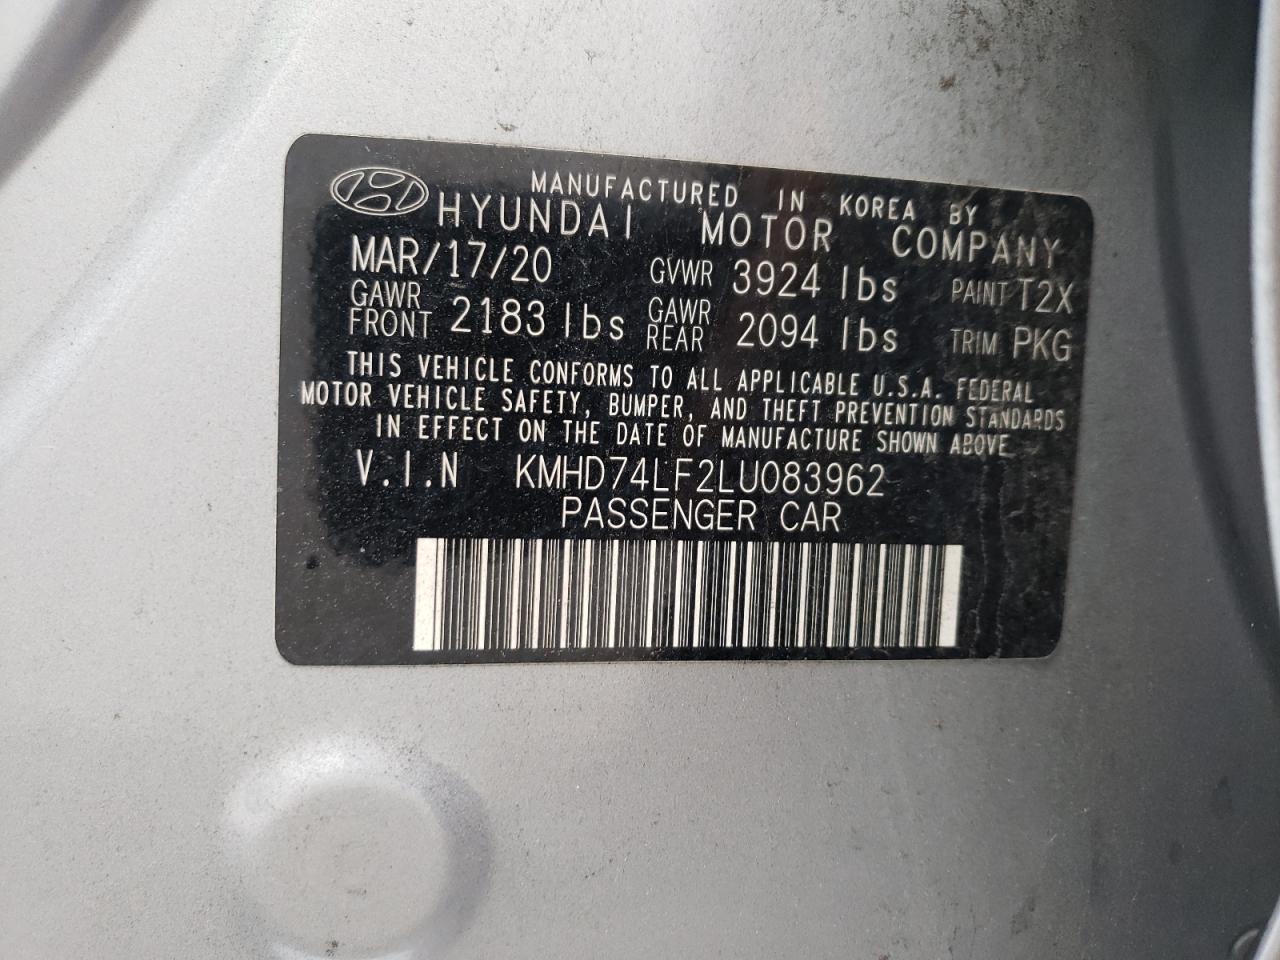 MANUFACTURED IN KOREA BY
HYUNDAI MOTOR COMPANY
MAR/17/20 GVWR 3924 lbs PAINT T2X
GAWR FRONT 2183 lbs GAWR REAR 2094 lbs TRIM PKG
THIS VEHICLE CONFORMS TO ALL APPLICABLE U.S.A. FEDERAL
MOTOR VEHICLE SAFETY, BUMPER, AND THEFT PREVENTION STANDARDS
IN EFFECT ON THE DATE OF MANUFACTURE SHOWN ABOVE
V.I.N KMHD74LF2LU083962
PASSENGER CAR